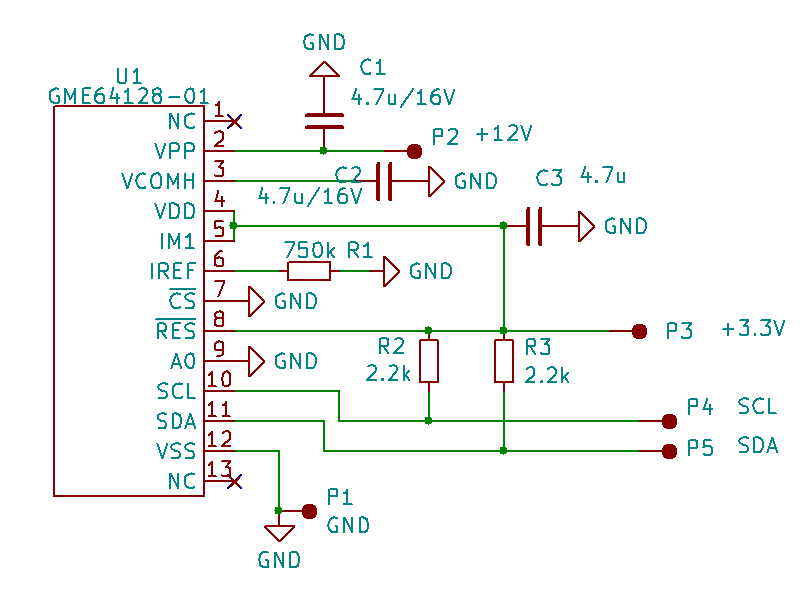 GND
C1
4.7u/16V
U1
GME64128-01
NC 1
VPP 2
P2 +12V
VCOMH 3
C2
4.7u/16V
GND
C3 4.7u
VDD 4
IM1 5
GND
IREF 6
750k R1
GND
CS 7
GND
RES 8
P3 +3.3V
A0 9
GND
R2
2.2k
R3
2.2k
SCL 10
P4 SCL
SDA 11
P5 SDA
VSS 12
NC 13
P1
GND
GND